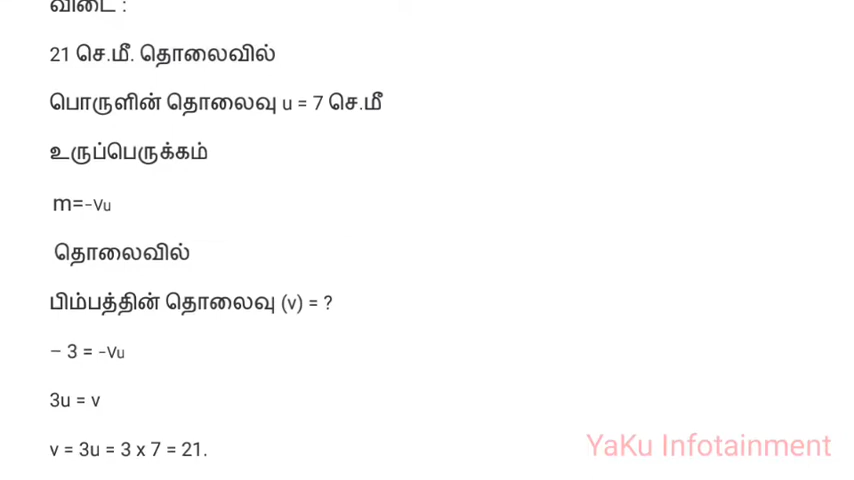 விடை :
21 செ.மீ. தொலைவில்
பொருளின் தொலைவு u = 7 செ.மீ
உருப்பெருக்கம்
m=−Vu
தொலைவில்
பிம்பத்தின் தொலைவு (v) = ?
– 3 = −Vu
3u = v
v = 3u = 3 x 7 = 21.
YaKu Infotainment